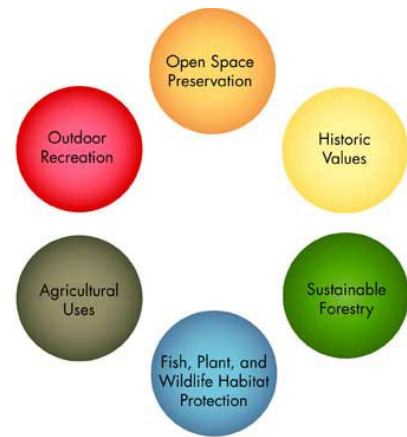 Open Space
Preservation
Outdoor
Recreation
Historic
Values
Agricultural
Uses
Sustainable
Forestry
Fish, Plant, and
Wildlife Habitat
Protection